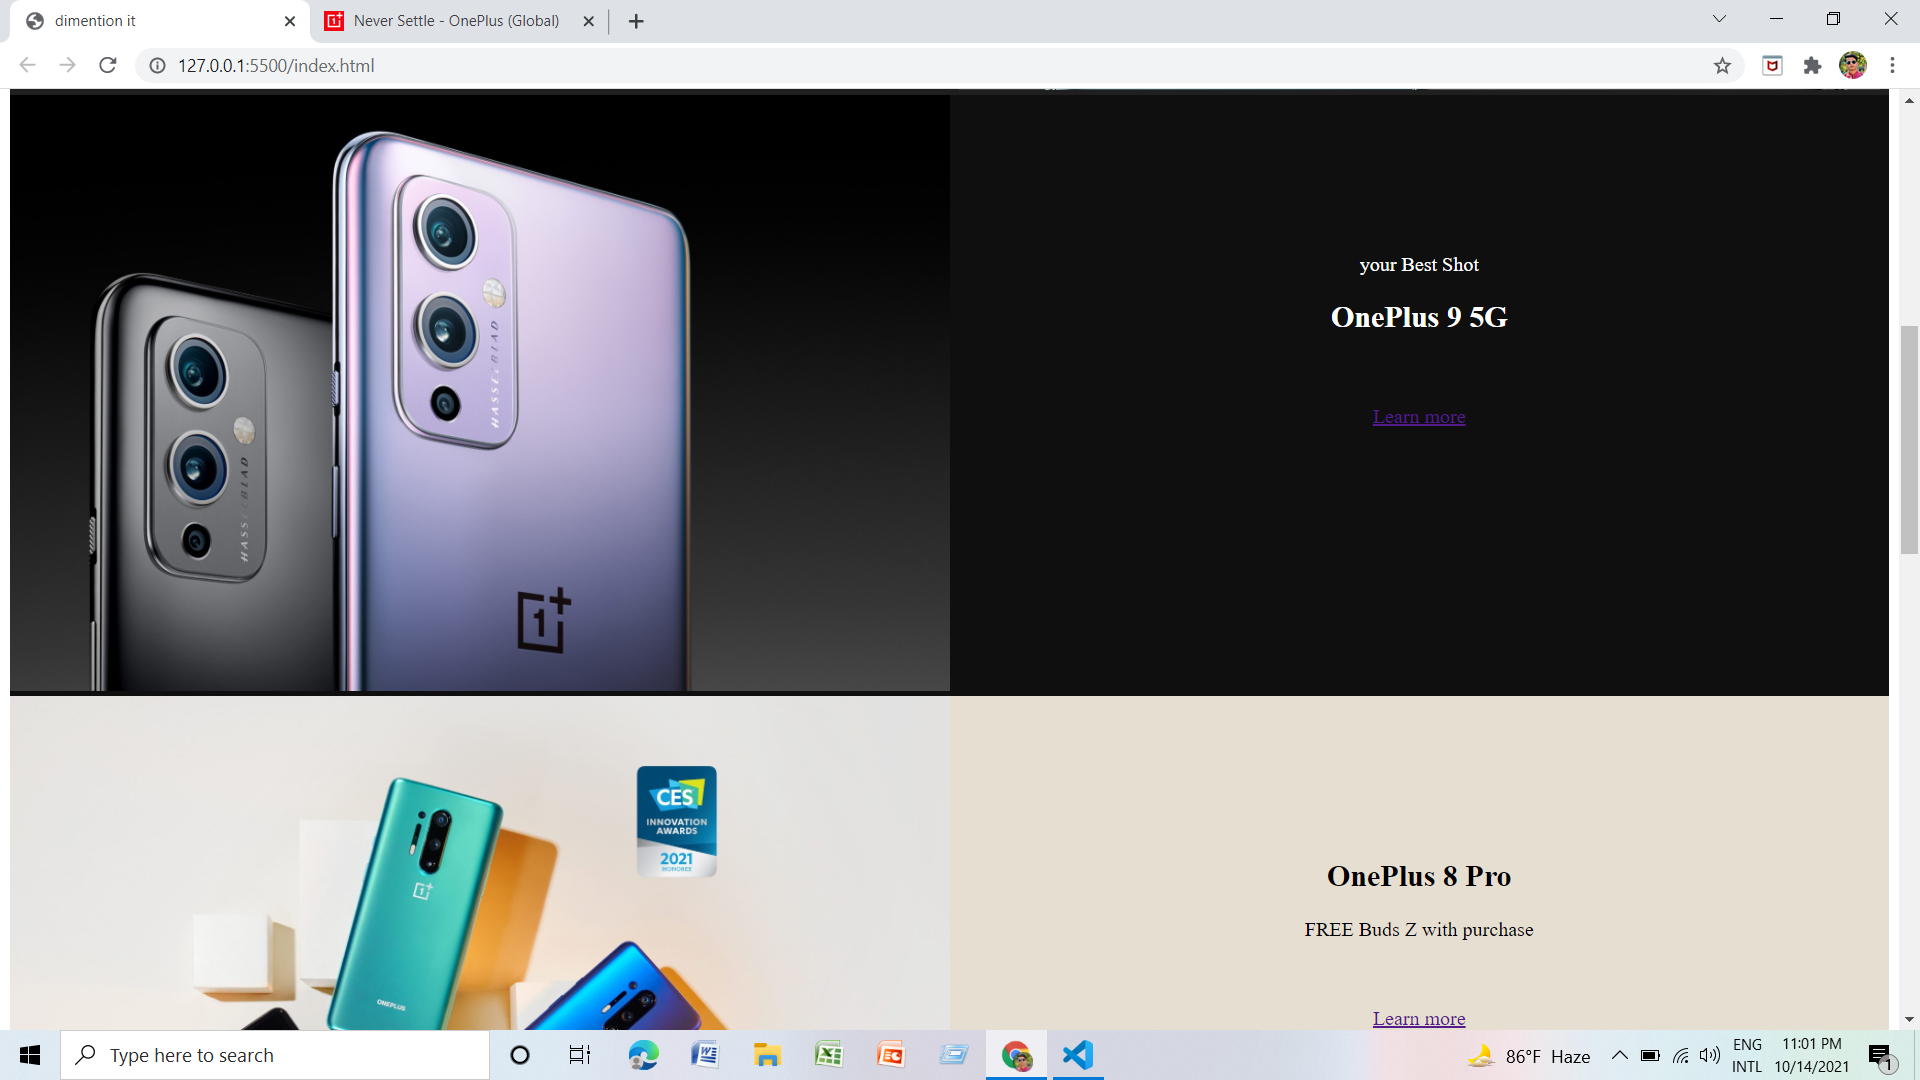 dimention it
Never Settle - OnePlus (Global)
127.0.0.1:5500/index.html
HASSELBLAD
HASSELBLAD
1+
your Best Shot
OnePlus 9 5G
Learn more
CES
INNOVATION
AWARDS
2021
HONOREE
1+
ONEPLUS
OnePlus 8 Pro
FREE Buds Z with purchase
Learn more
Type here to search
86°F Haze
ENG
INTL
11:01 PM
10/14/2021
1